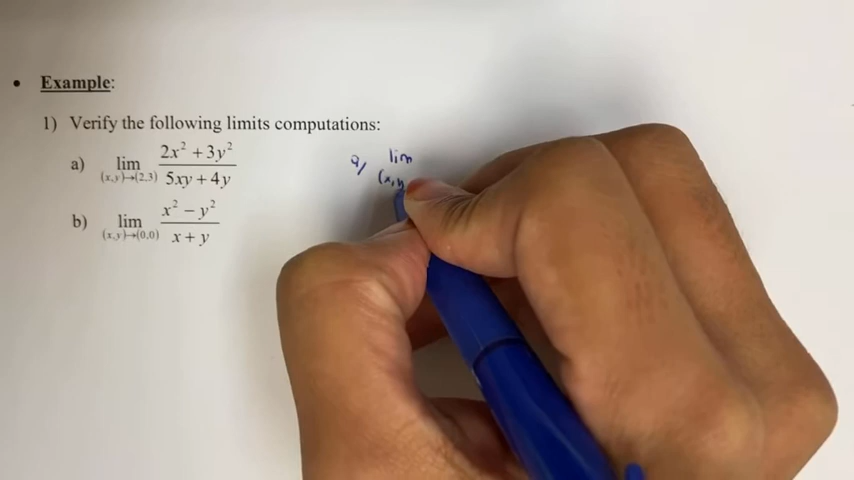 • Example:
1) Verify the following limits computations:
a) lim (x,y)→(2,3) 2x² + 3y² / 5xy + 4y
b) lim (x,y)→(0,0) x² − y² / x + y
a/ lim
(x,y